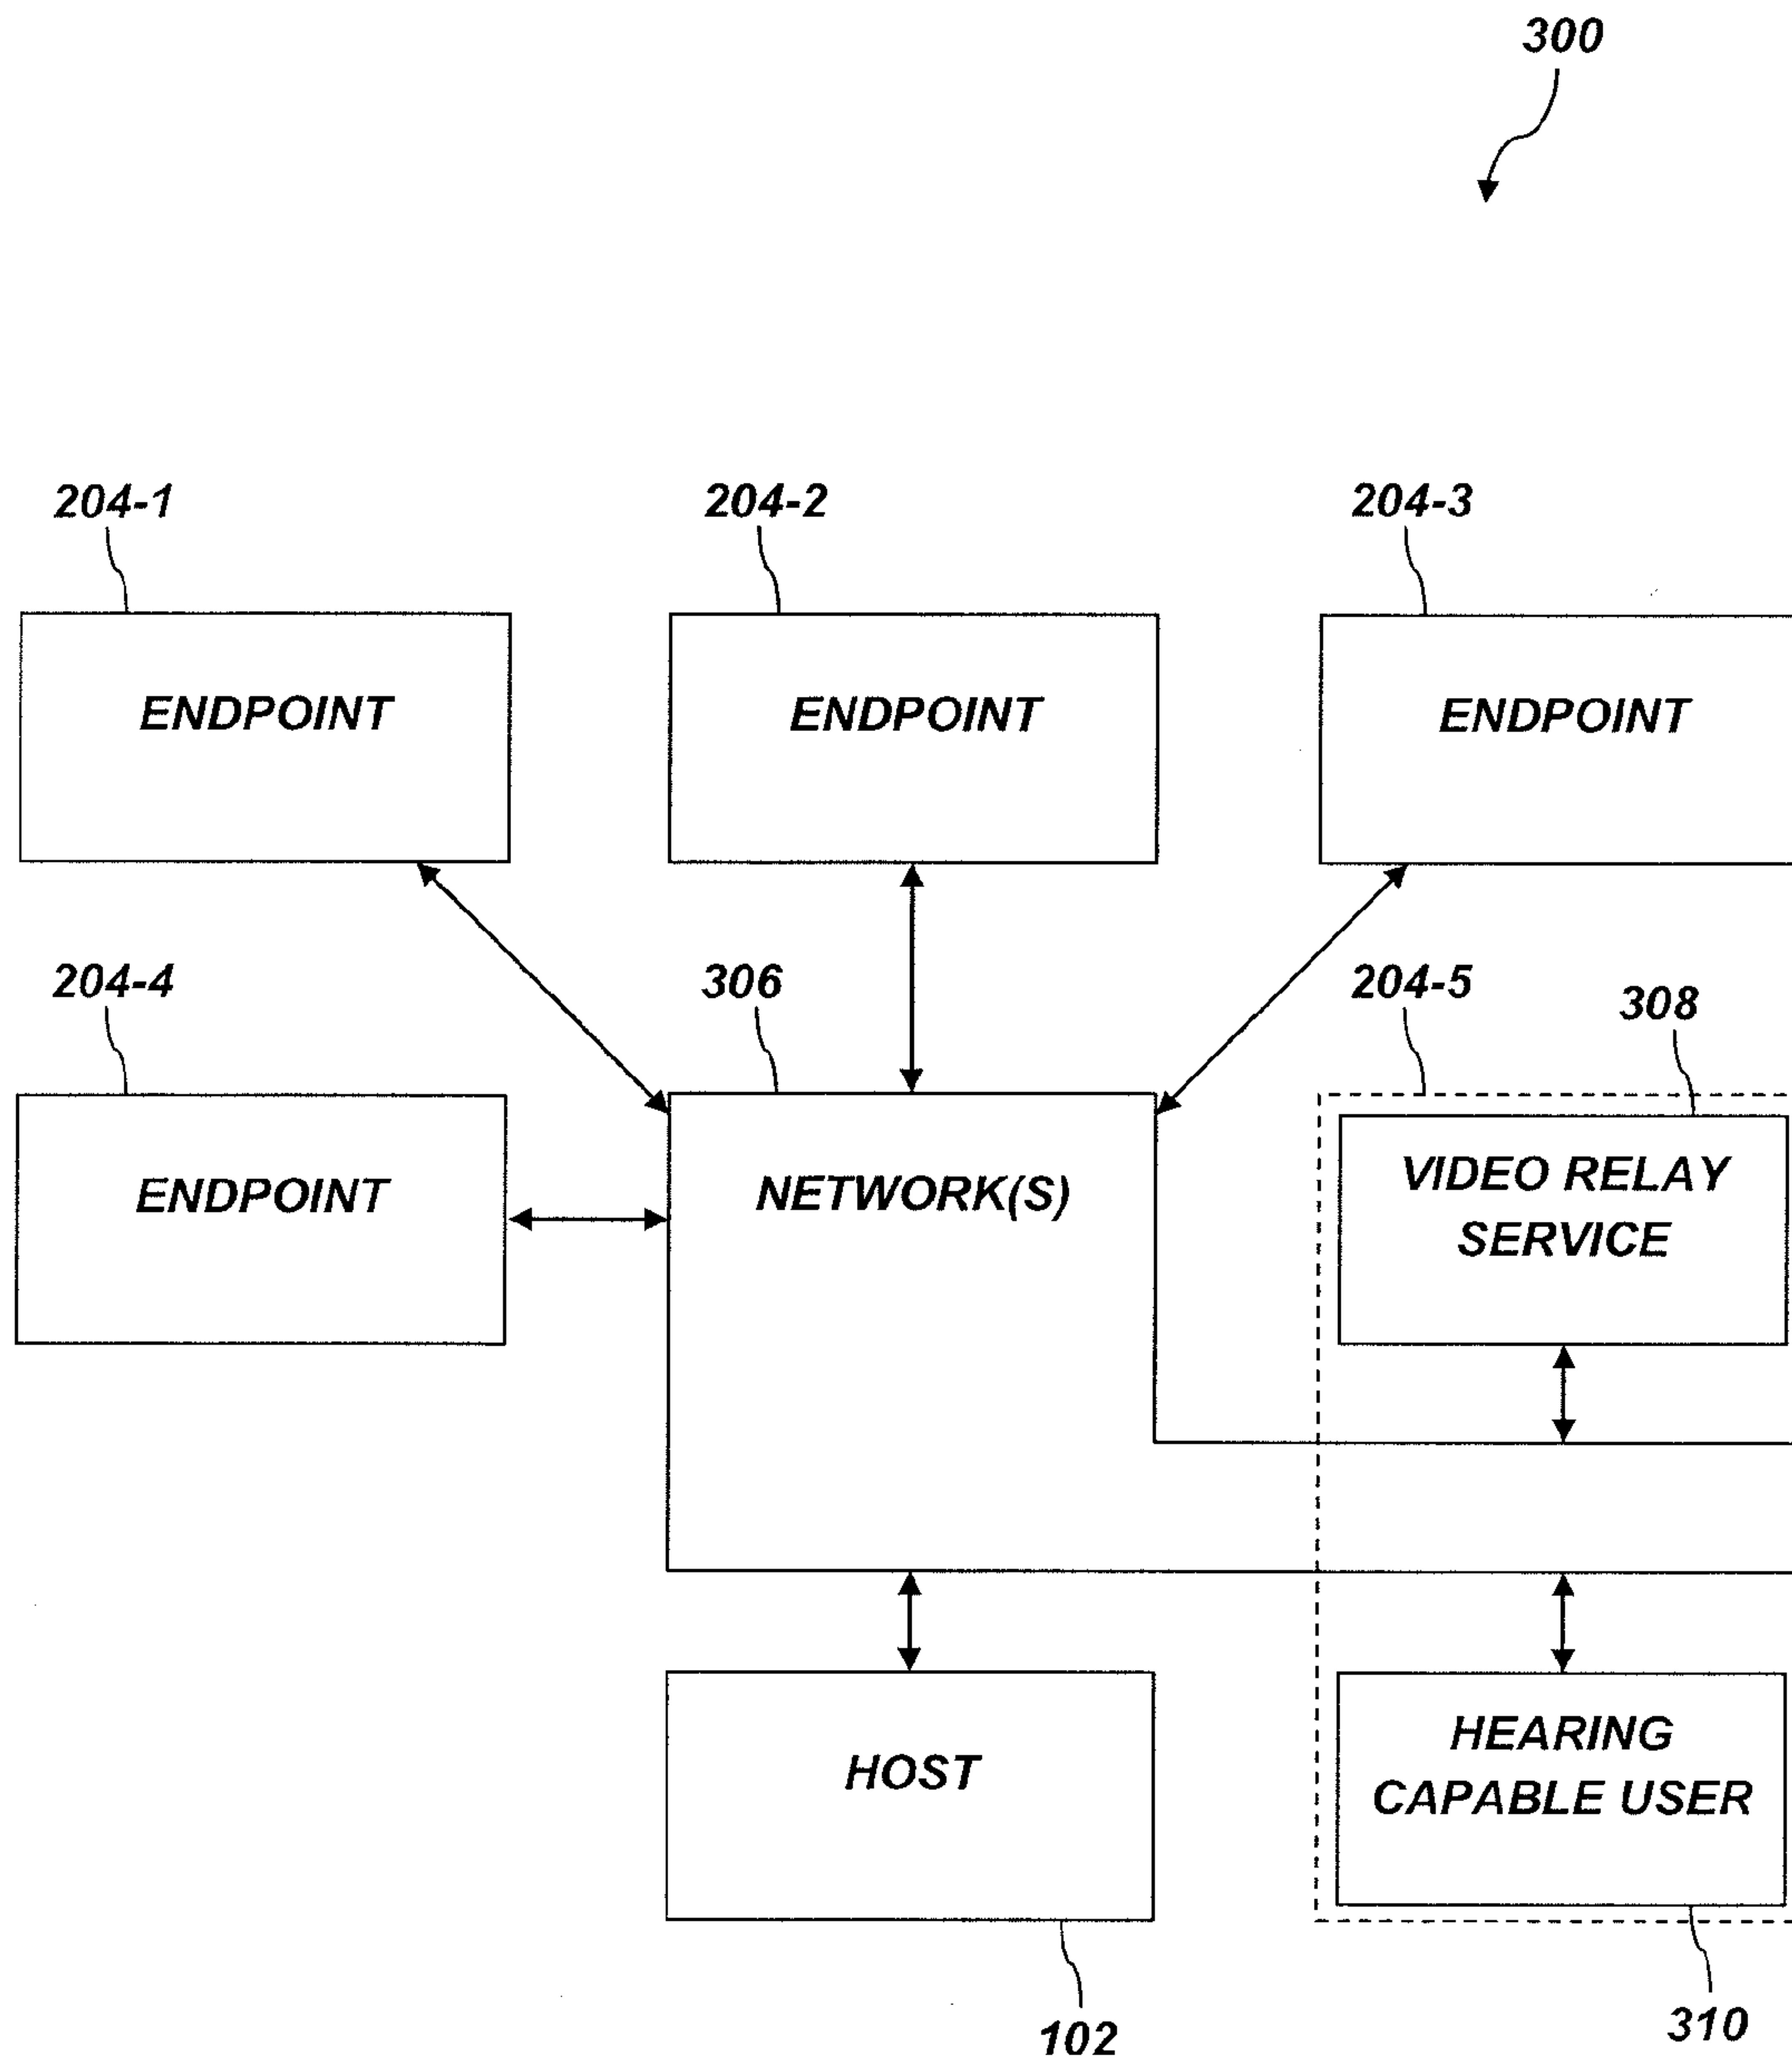 300
204-1
204-2
204-3
ENDPOINT
ENDPOINT
ENDPOINT
204-4
306
204-5
308
ENDPOINT
NETWORK(S)
VIDEO RELAY
SERVICE
HOST
HEARING
CAPABLE USER
102
310